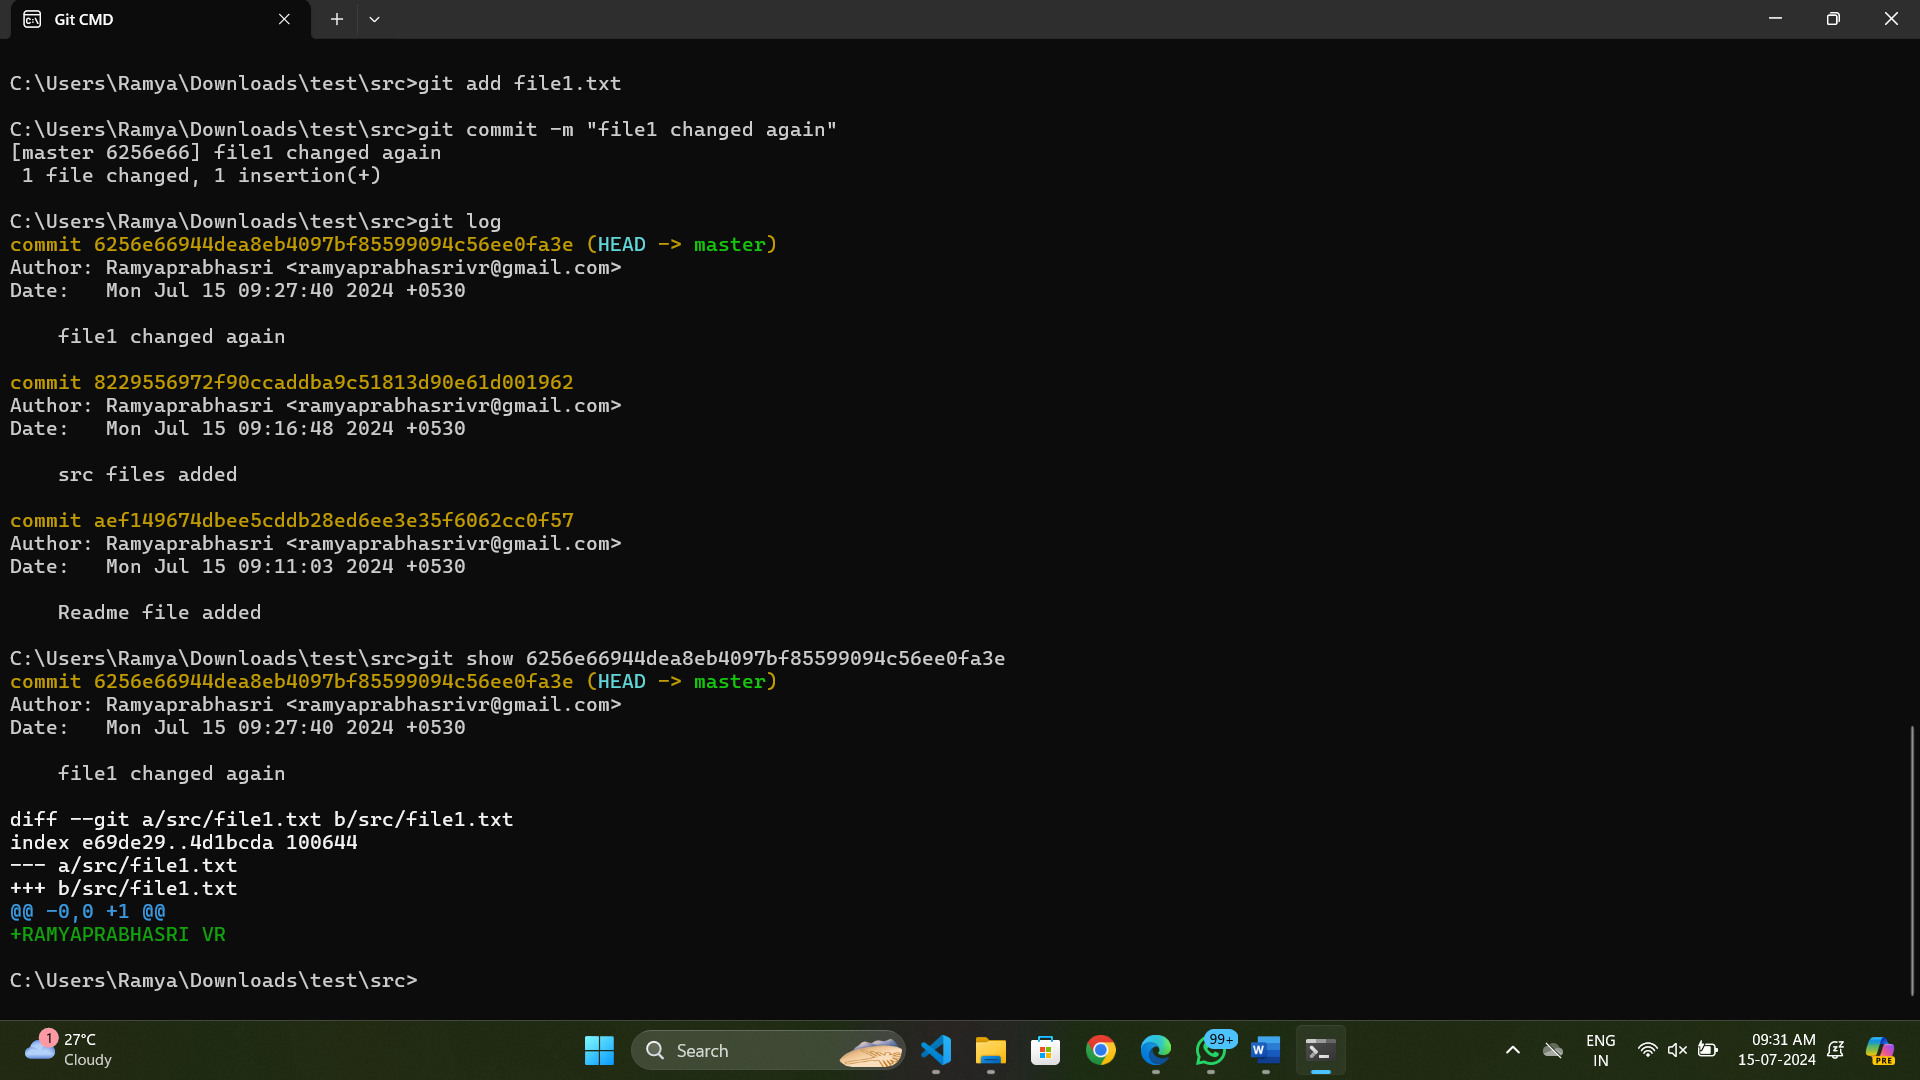 Git CMD
C:\Users\Ramya\Downloads\test\src>git add file1.txt
C:\Users\Ramya\Downloads\test\src>git commit -m "file1 changed again"
[master 6256e66] file1 changed again
 1 file changed, 1 insertion(+)
C:\Users\Ramya\Downloads\test\src>git log
commit 6256e66944dea8eb4097bf85599094c56ee0fa3e (HEAD -> master)
Author: Ramyaprabhasri <ramyaprabhasrivr@gmail.com>
Date:   Mon Jul 15 09:27:40 2024 +0530
    file1 changed again
commit 8229556972f90ccaddba9c51813d90e61d001962
Author: Ramyaprabhasri <ramyaprabhasrivr@gmail.com>
Date:   Mon Jul 15 09:16:48 2024 +0530
    src files added
commit aef149674dbee5cddb28ed6ee3e35f6062cc0f57
Author: Ramyaprabhasri <ramyaprabhasrivr@gmail.com>
Date:   Mon Jul 15 09:11:03 2024 +0530
    Readme file added
C:\Users\Ramya\Downloads\test\src>git show 6256e66944dea8eb4097bf85599094c56ee0fa3e
commit 6256e66944dea8eb4097bf85599094c56ee0fa3e (HEAD -> master)
Author: Ramyaprabhasri <ramyaprabhasrivr@gmail.com>
Date:   Mon Jul 15 09:27:40 2024 +0530
    file1 changed again
diff --git a/src/file1.txt b/src/file1.txt
index e69de29..4d1bcda 100644
--- a/src/file1.txt
+++ b/src/file1.txt
@@ -0,0 +1 @@
+RAMYAPRABHASRI VR
C:\Users\Ramya\Downloads\test\src>
1
27°C
Cloudy
Search
99+
W
ENG
IN
09:31 AM
15-07-2024
PRE